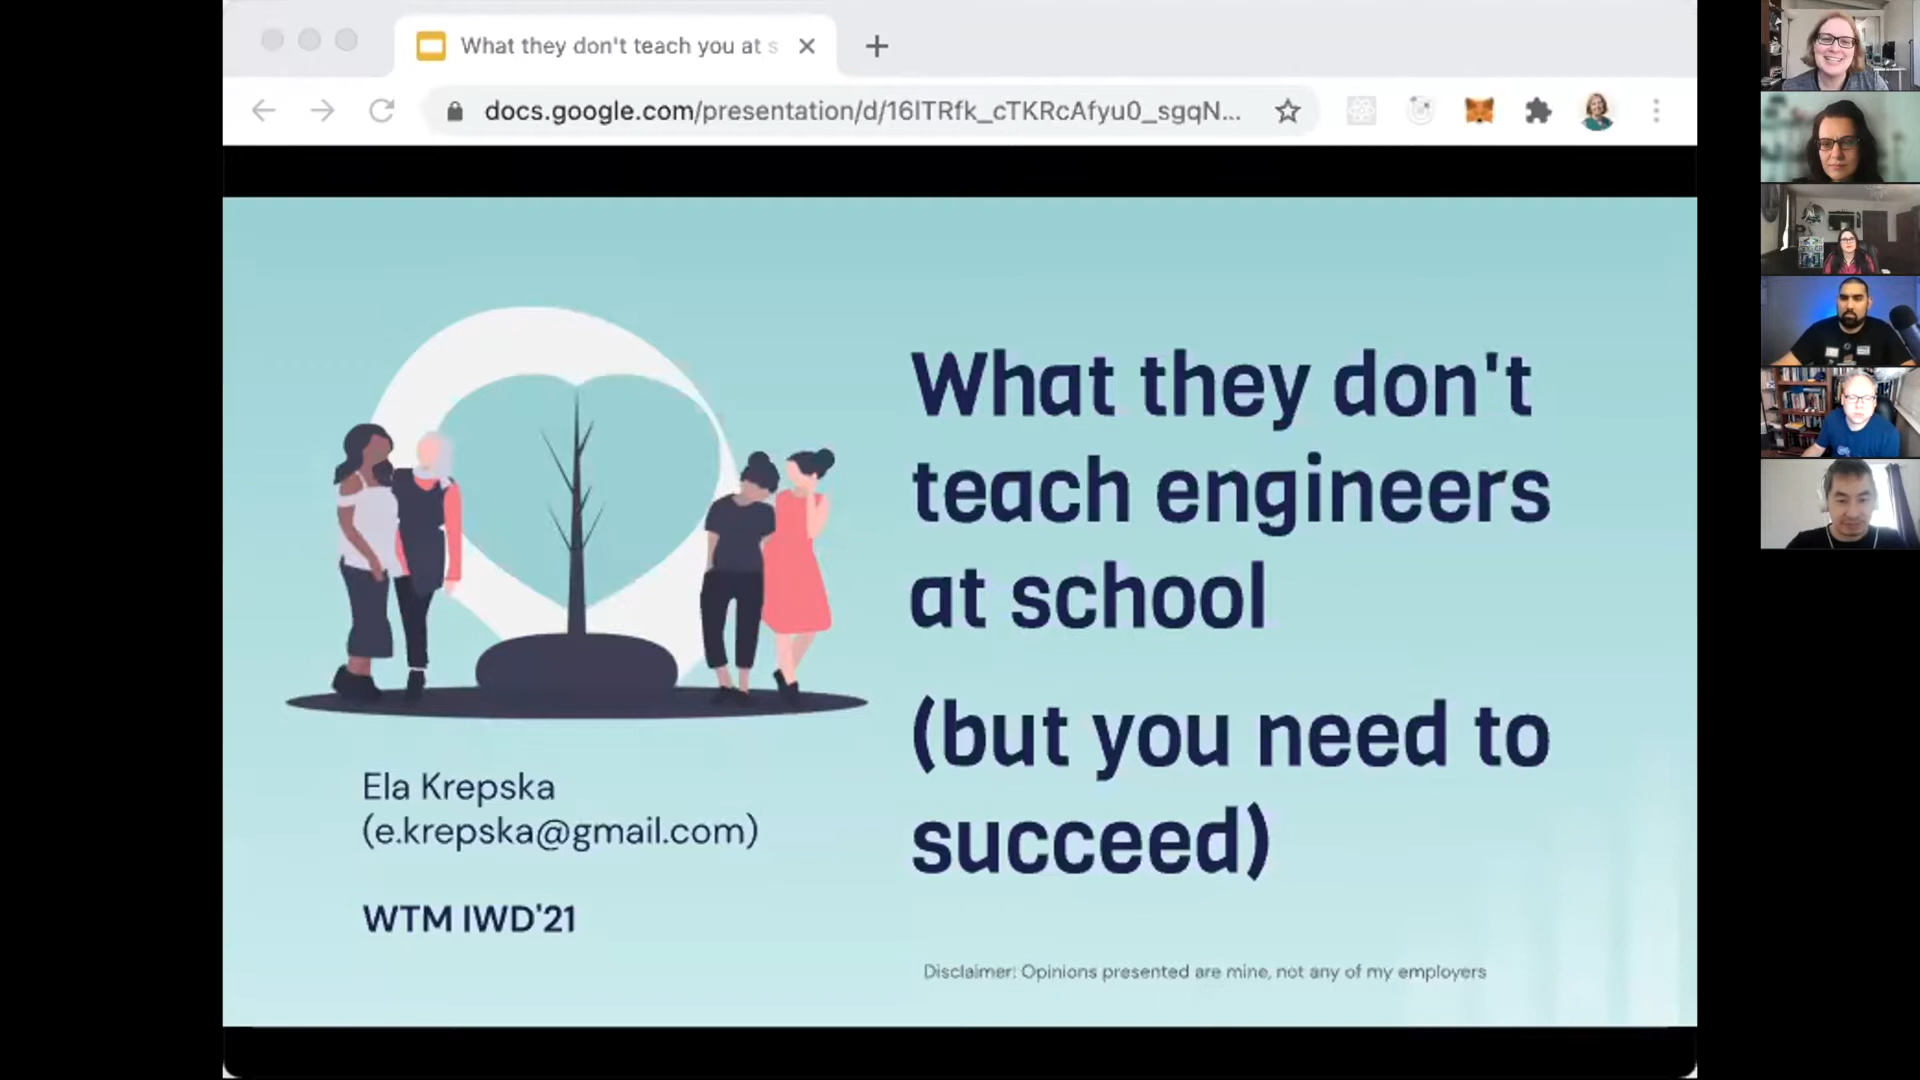 What they don't teach you at s
docs.google.com/presentation/d/16lTRfk_cTKRcAfyu0_sgqN...
What they don't
teach engineers
at school
(but you need to
succeed)
Ela Krepska
(e.krepska@gmail.com)
WTM IWD'21
Disclaimer: Opinions presented are mine, not any of my employers